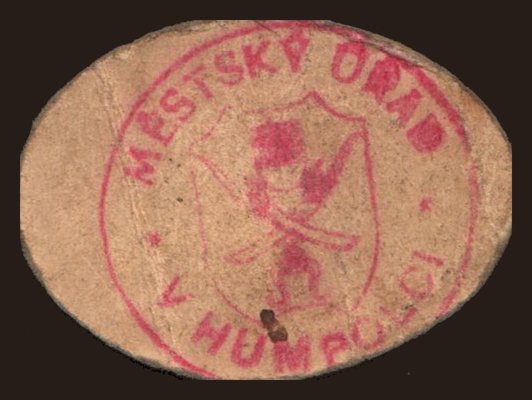 MĚSTSKÝ ÚŘAD
V HUMPOLCI